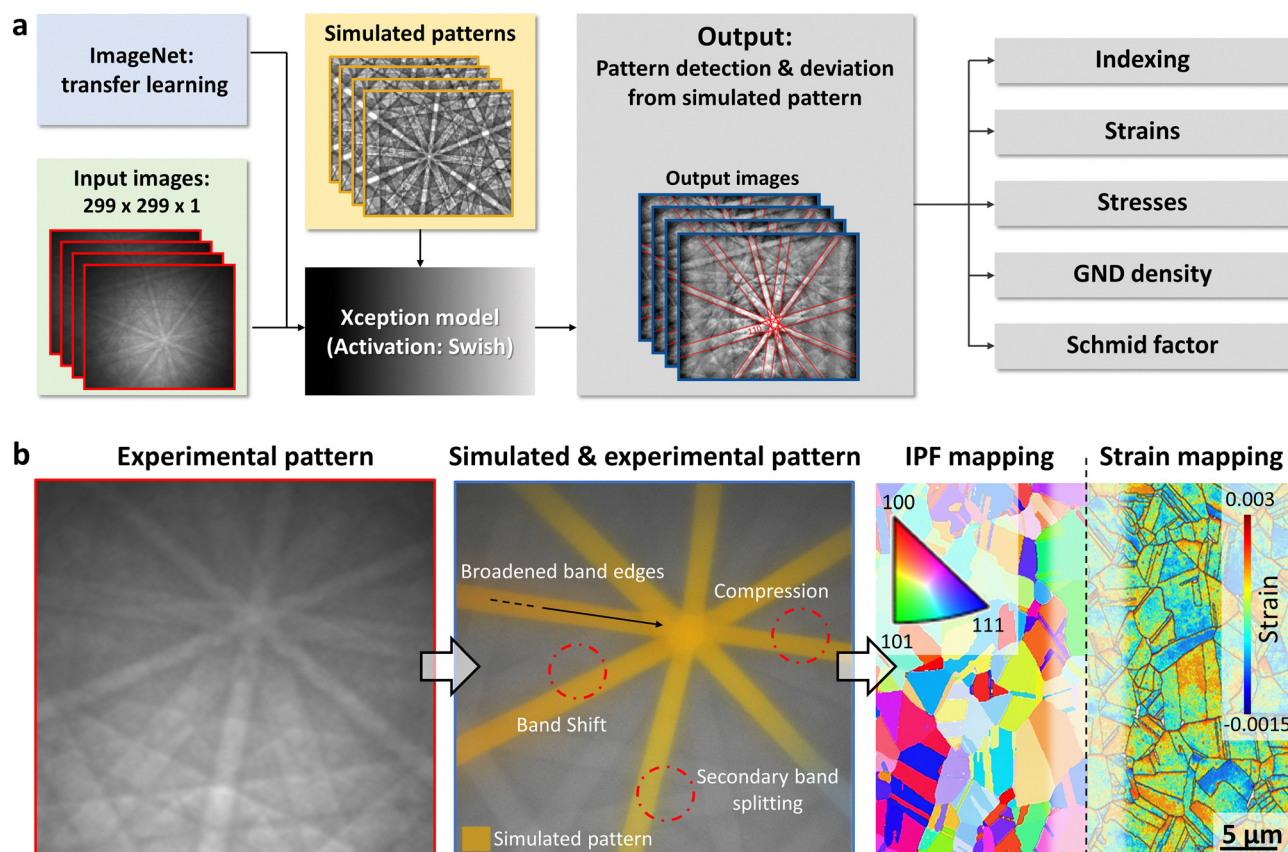 a
ImageNet:
transfer learning
Input images:
299 x 299 x 1
Simulated patterns
Xception model
(Activation: Swish)
Output:
Pattern detection & deviation
from simulated pattern
Output images
Indexing
Strains
Stresses
GND density
Schmid factor
b
Experimental pattern
Simulated & experimental pattern
Broadened band edges
Compression
Band Shift
Secondary band
splitting
Simulated pattern
IPF mapping
100
111
101
Strain mapping
0.003
Strain
-0.0015
5 µm